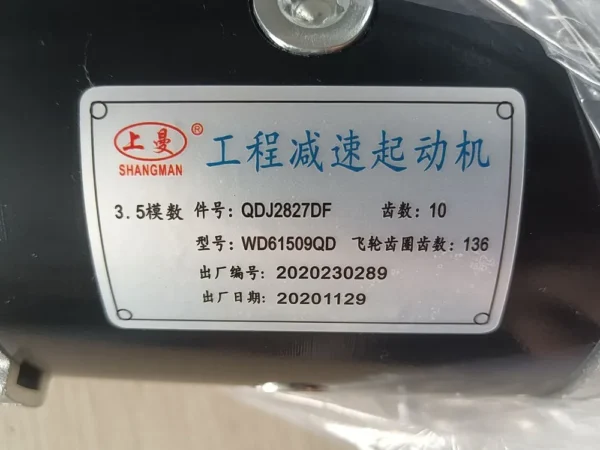 上曼® 工程减速起动机
SHANGMAN
3.5模数 件号: QDJ2827DF 齿数: 10
型号: WD61509QD 飞轮齿圈齿数: 136
出厂编号: 2020230289
出厂日期: 20201129